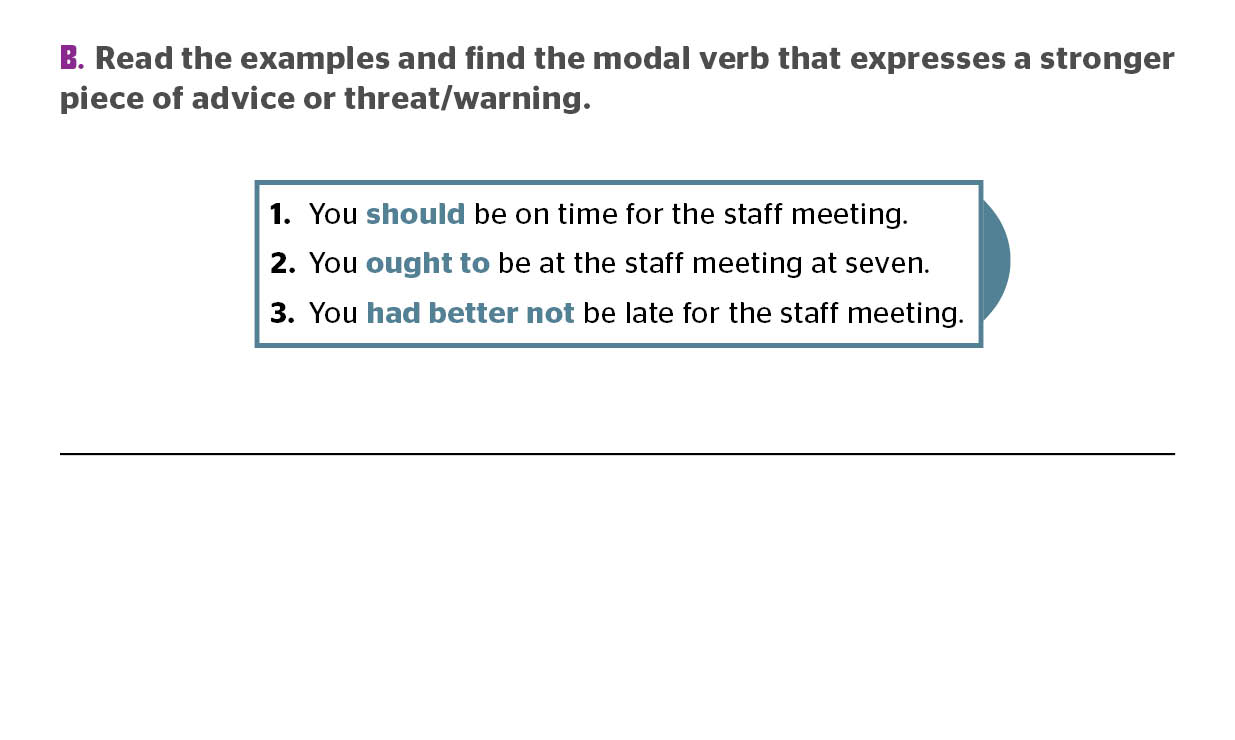 B. Read the examples and find the modal verb that expresses a stronger
piece of advice or threat/warning.
1. You should be on time for the staff meeting.
2. You ought to be at the staff meeting at seven.
3. You had better not be late for the staff meeting.